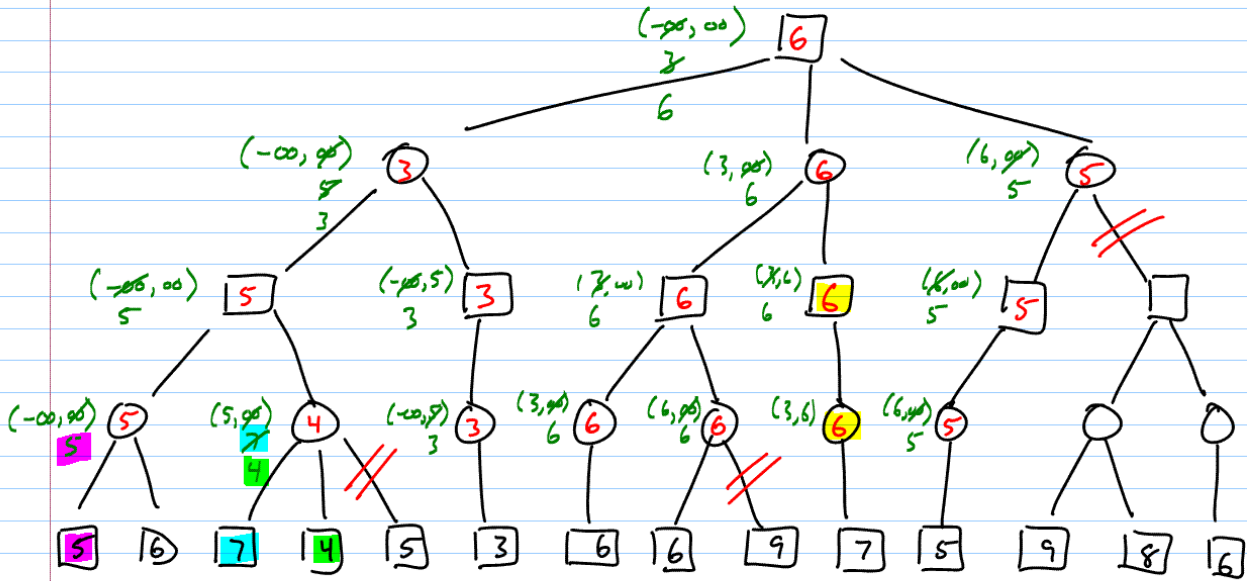 (-∞, ∞) 6
3
6
(-∞, ∞) 3 (3, ∞) 6 (6, ∞) 5
5 6 5
3
(-∞, ∞) 5 (-∞, 5) 3 (3, ∞) 6 (3, 6) 6 (6, ∞) 5
5 3 6 6 5
(-∞, ∞) 5 (5, ∞) 4 (-∞, 5) 3 (3, ∞) 6 (6, ∞) 6 (3, 6) 6 (6, ∞) 5
5 7 3 6 6 5
4
5 6 7 4 5 3 6 6 9 7 5 9 8 6